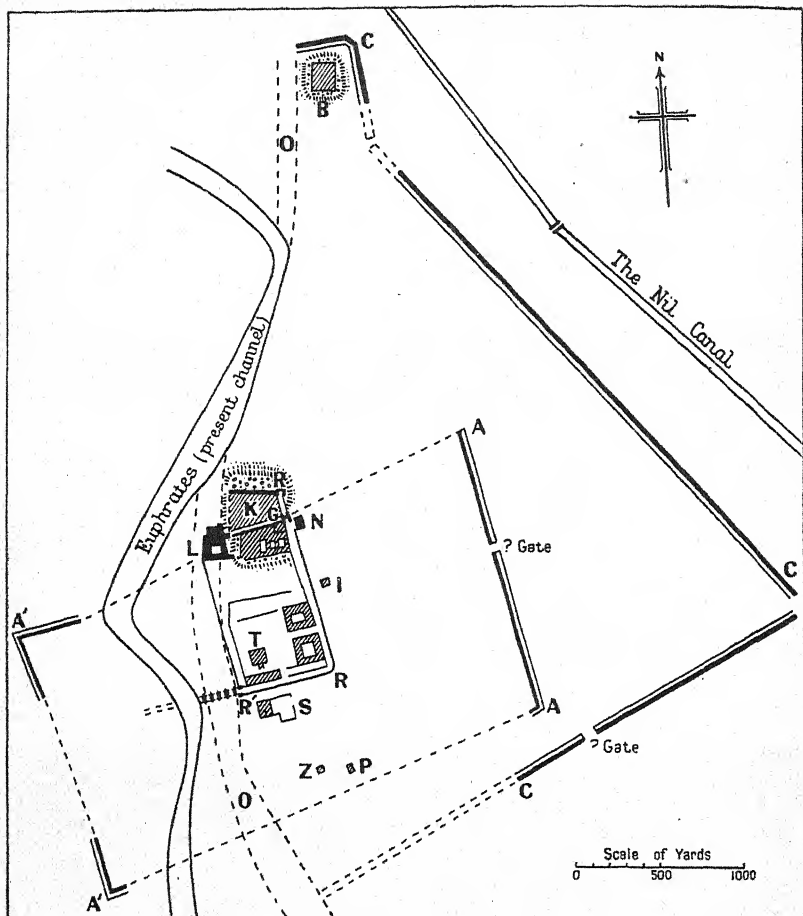 C
N
B
O
The Nil Canal
Euphrates (present channel)
A
R
K
G
N
L
? Gate
I
C
A'
T
R
R'
S
A
Z
P
? Gate
C
O
A'
Scale of Yards
0 500 1000